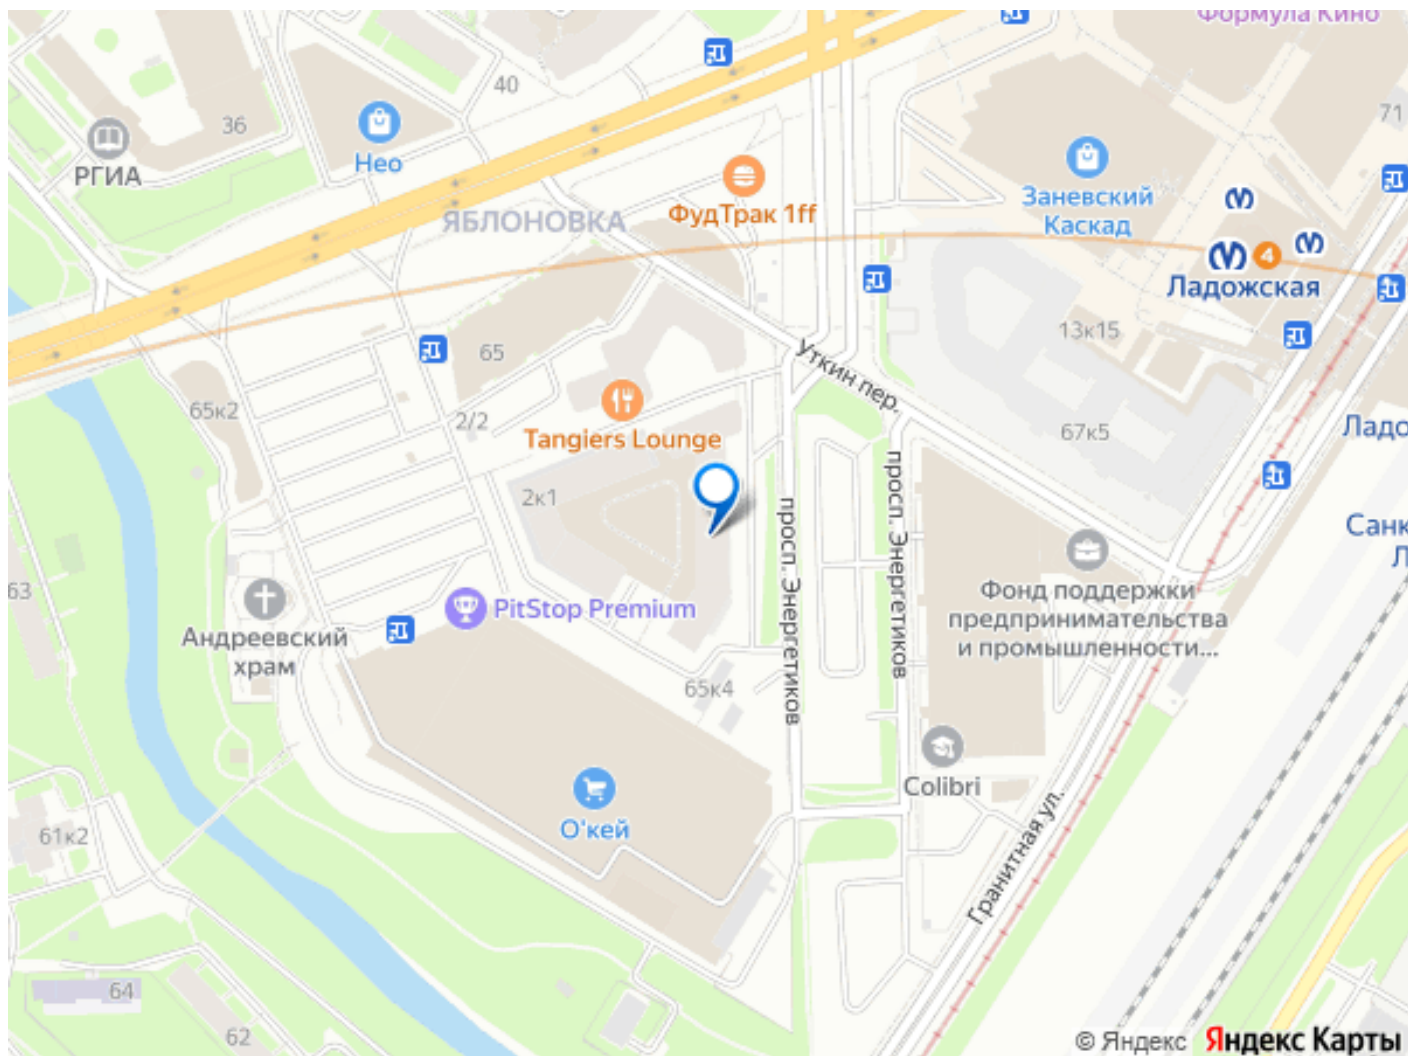 Формула Кино
40
71
36
Нео
РГИА
Заневский
Каскад
ФудТрак 1ff
ЯБЛОНОВКА
4
Ладожская
13к15
65
Уткин пер.
65к2
2/2
Tangiers Lounge
67к5
Ладо
2к1
просп. Энергетиков
просп. Энергетиков
Санк
Л
63
PitStop Premium
Фонд поддержки
предпринимательства
и промышленности...
Андреевский
храм
65к4
Colibri
О'кей
61к2
Гранитная ул.
64
62
© Яндекс Яндекс Карты